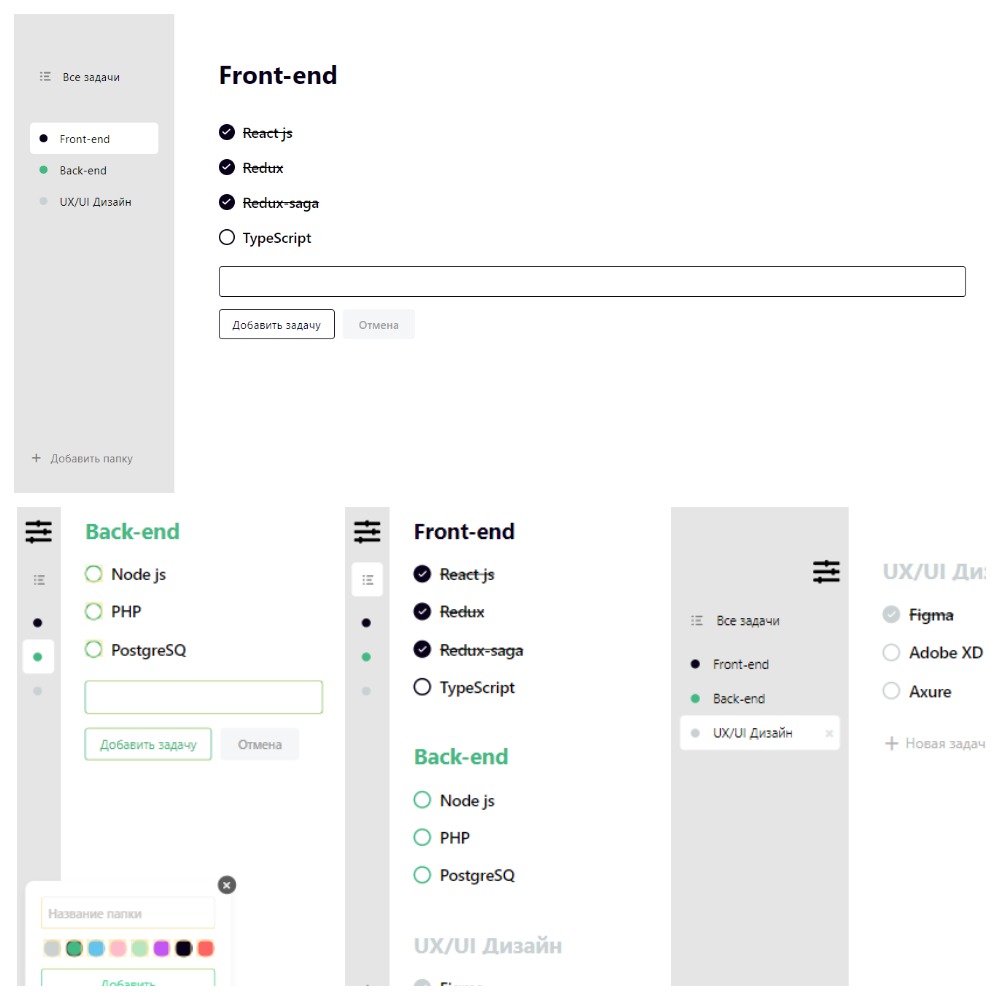 Все задачи
Front-end
Back-end
UX/UI Дизайн
Добавить папку
Front-end
React js
Redux
Redux-saga
TypeScript
Добавить задачу
Отмена
Back-end
Node js
PHP
PostgreSQ
Добавить задачу
Отмена
Название папки
Добавить
Front-end
React js
Redux
Redux-saga
TypeScript
Back-end
Node js
PHP
PostgreSQ
UX/UI Дизайн
Figma
Все задачи
Front-end
Back-end
UX/UI Дизайн
UX/UI Ди
Figma
Adobe XD
Axure
Новая задач